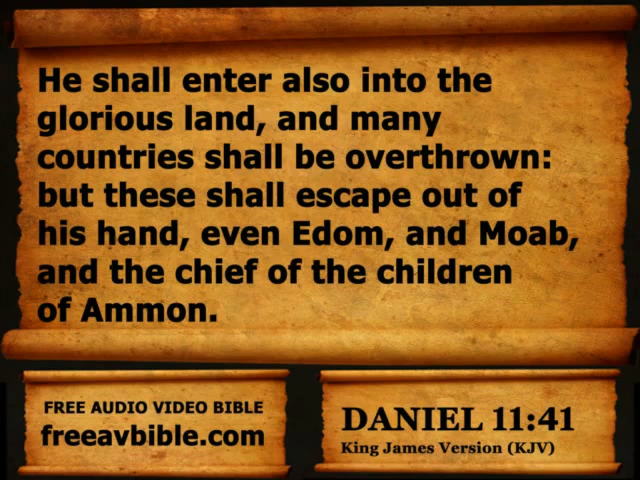 He shall enter also into the
glorious land, and many
countries shall be overthrown:
but these shall escape out of
his hand, even Edom, and Moab,
and the chief of the children
of Ammon.
FREE AUDIO VIDEO BIBLE
freeavbible.com
DANIEL 11:41
King James Version (KJV)